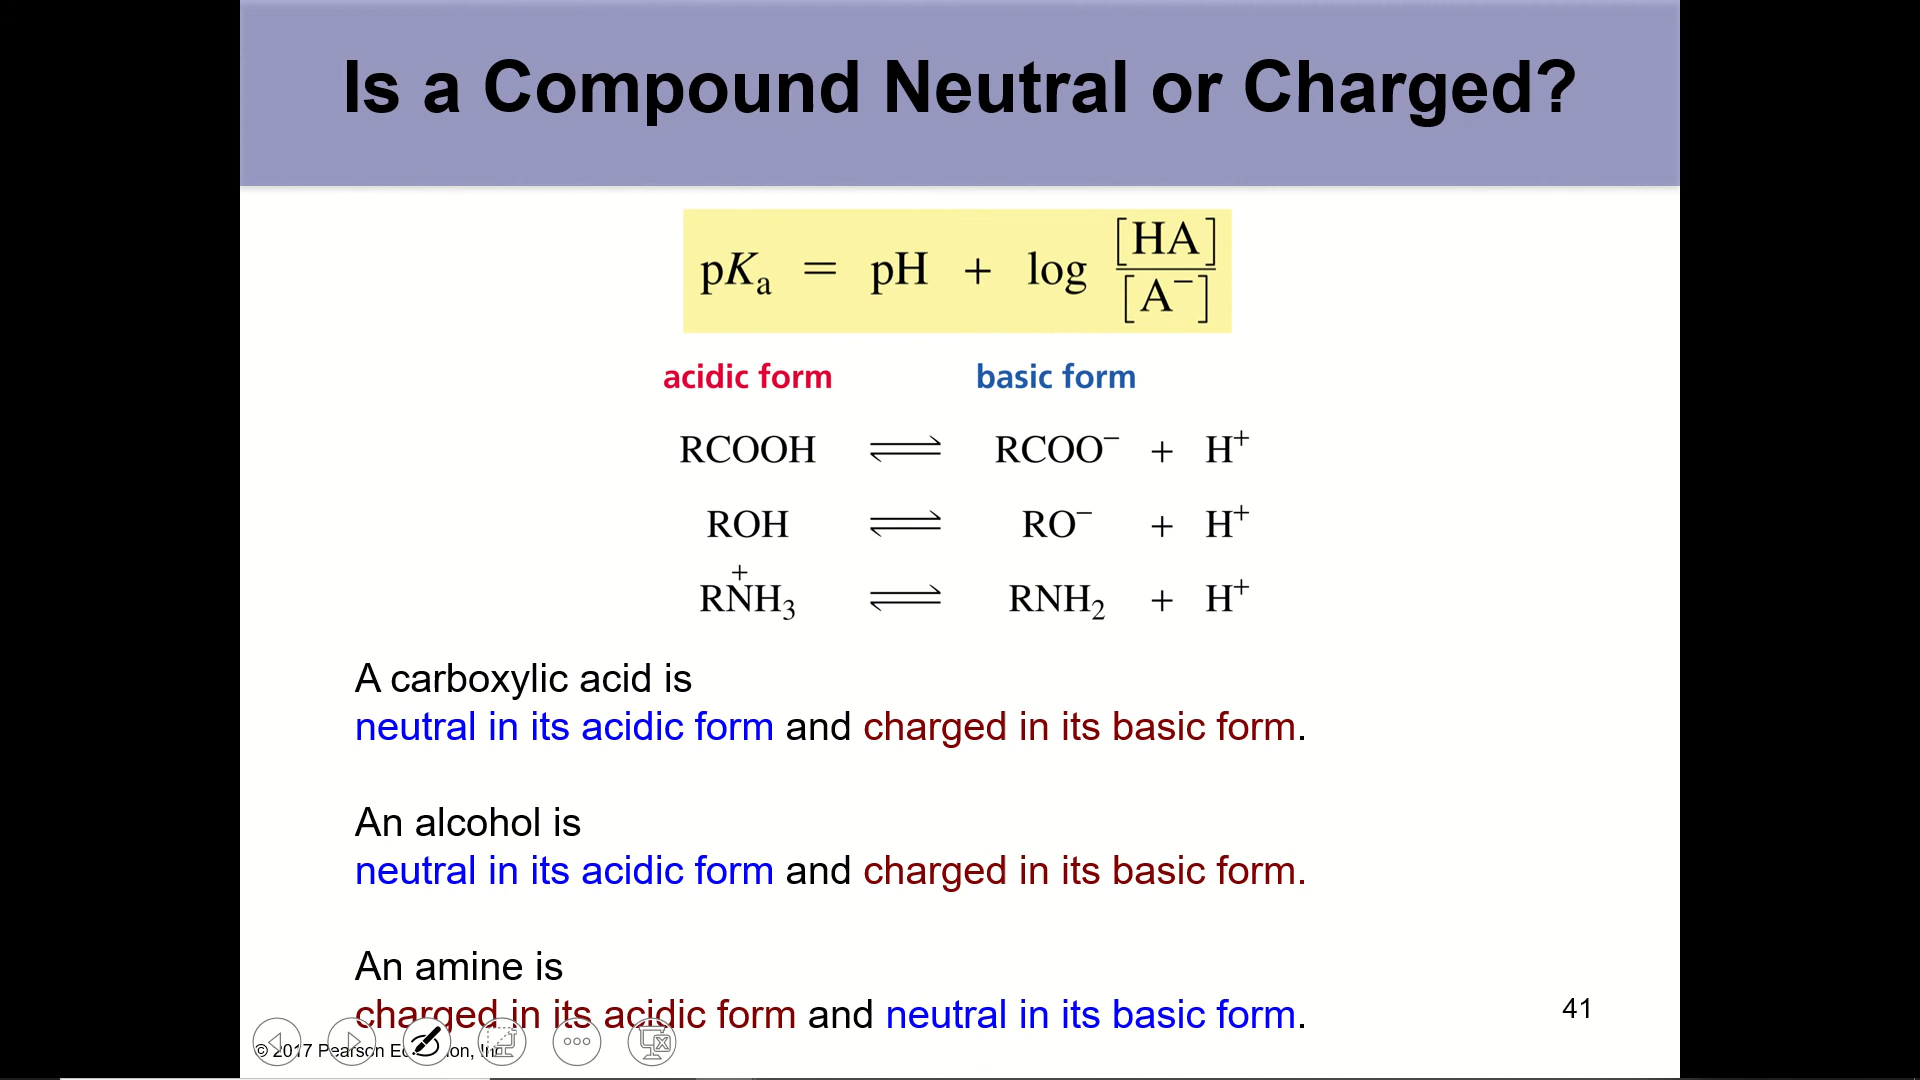 Is a Compound Neutral or Charged?
pKₐ = pH + log [HA] / [A⁻]
acidic form basic form
RCOOH ⇌ RCOO⁻ + H⁺
ROH ⇌ RO⁻ + H⁺
RN⁺H₃ ⇌ RNH₂ + H⁺
A carboxylic acid is
neutral in its acidic form and charged in its basic form.
An alcohol is
neutral in its acidic form and charged in its basic form.
An amine is
charged in its acidic form and neutral in its basic form.
41
© 2017 Pearson